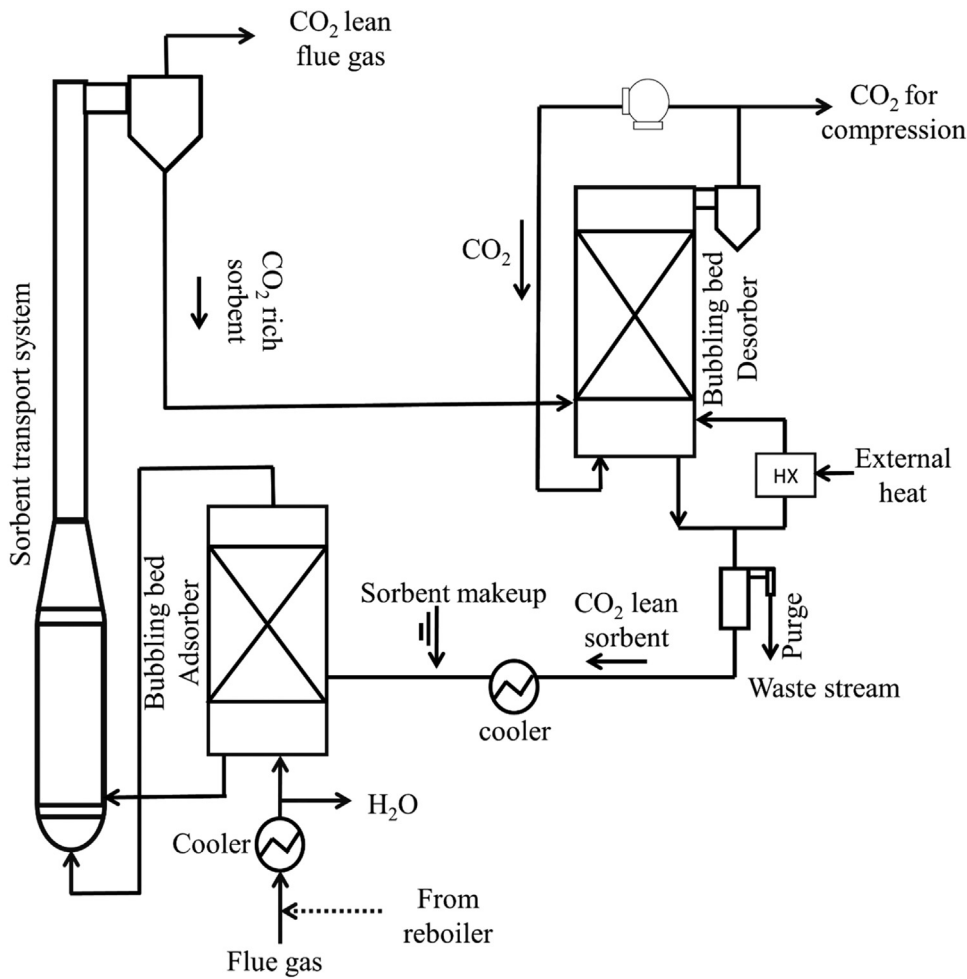 CO₂ lean
flue gas
CO₂ for
compression
CO₂
CO₂ rich
sorbent
Sorbent transport system
Bubbling bed
Desorber
HX
External
heat
Bubbling bed
Adsorber
Sorbent makeup
CO₂ lean
sorbent
Purge
Waste stream
cooler
H₂O
Cooler
From
reboiler
Flue gas